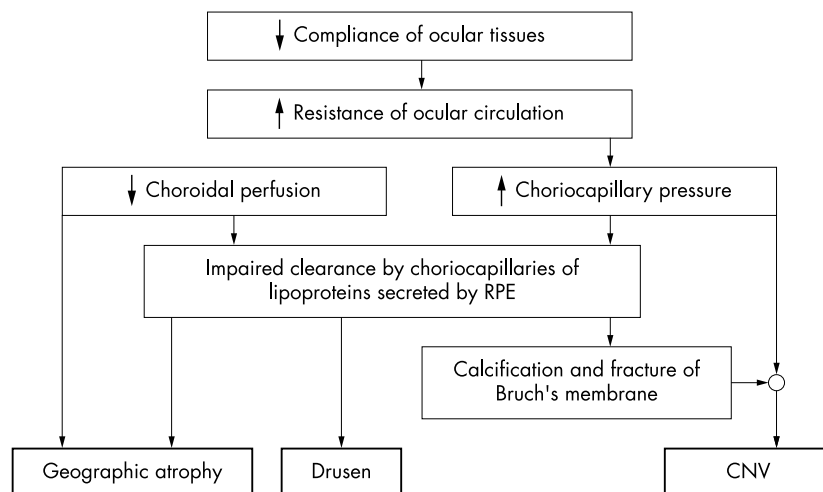 ↓ Compliance of ocular tissues
↑ Resistance of ocular circulation
↓ Choroidal perfusion
↑ Choriocapillary pressure
Impaired clearance by choriocapillaries of
lipoproteins secreted by RPE
Calcification and fracture of
Bruch's membrane
Geographic atrophy
Drusen
CNV